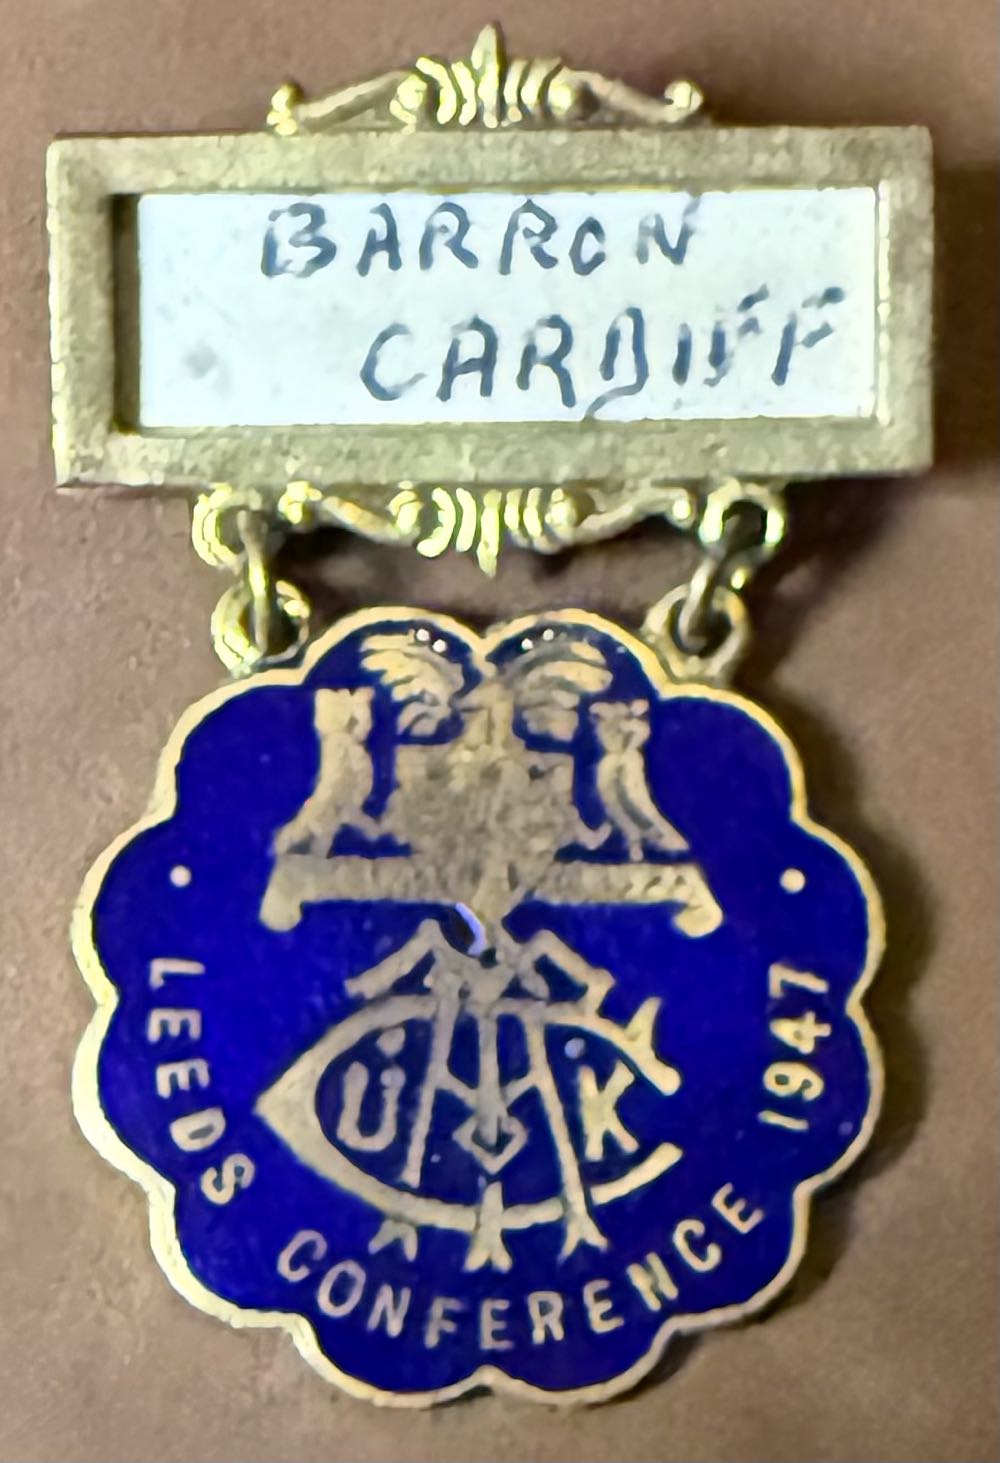 BARRON
CARDIFF
LEEDS CONFERENCE 1947
U K